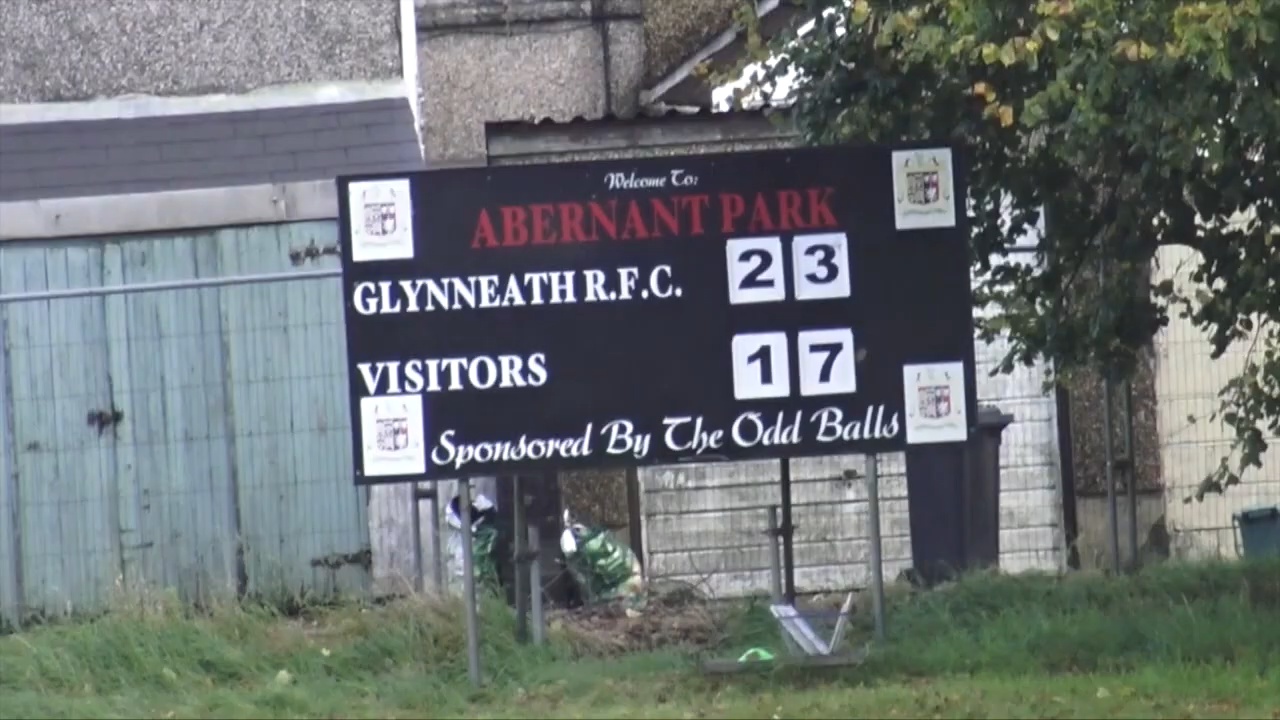 Welcome To:
ABERNANT PARK
GLYNNEATH R.F.C. 23
VISITORS 17
Sponsored By The Odd Balls